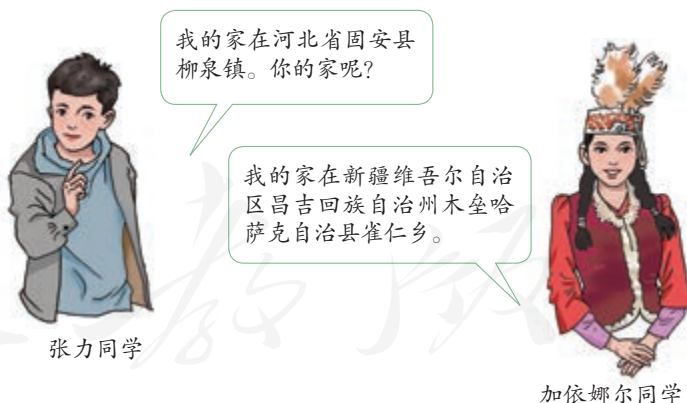 我的家在河北省固安县
柳泉镇。你的家呢?
我的家在新疆维吾尔自治
区昌吉回族自治州木垒哈
萨克自治县雀仁乡。
张力同学
加依娜尔同学